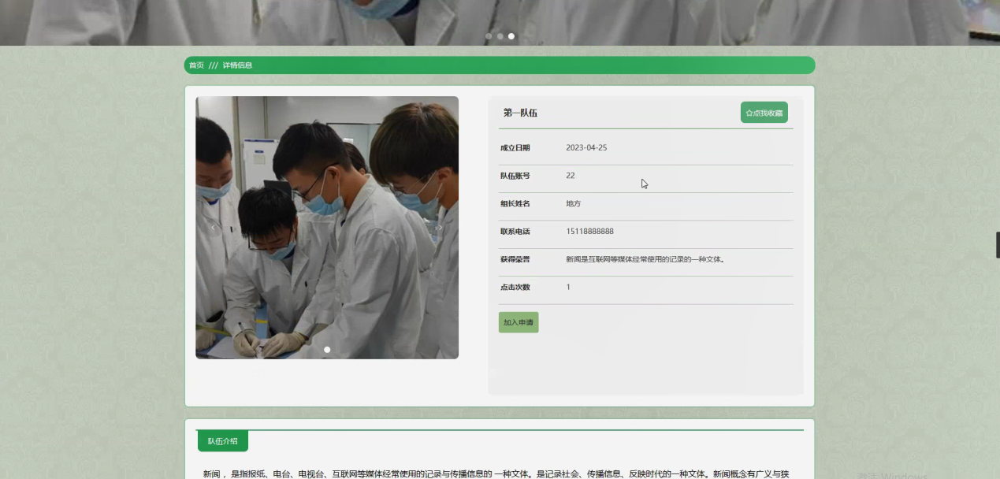 首页 /// 详情信息
第一队伍
☆点我收藏
成立日期 2023-04-25
队伍账号 22
组长姓名 地方
联系电话 15118888888
获得荣誉 新闻是互联网等媒体经常使用的记录的一种文体。
点击次数 1
加入申请
队伍介绍
新闻， 是指报纸、电台、电视台、互联网等媒体经常使用的记录与传播信息的 一种文体。是记录社会、传播信息、反映时代的一种文体。新闻概念有广义与狭